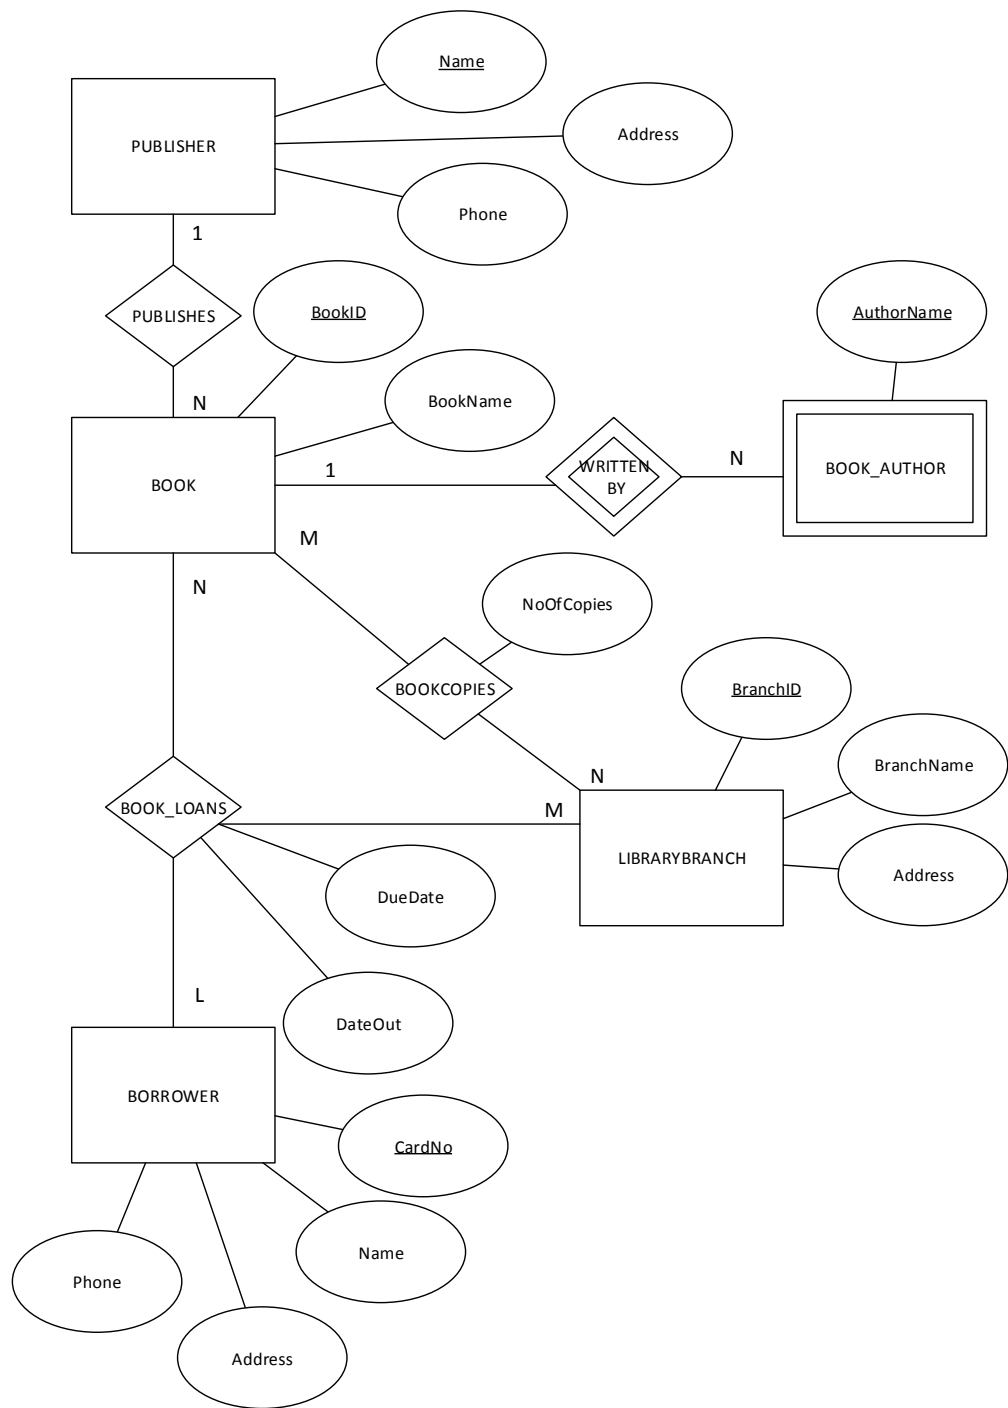 Name
PUBLISHER
Address
Phone
1
PUBLISHES
BookID
AuthorName
N
BookName
BOOK
1
WRITTEN
BY
N
BOOK_AUTHOR
M
N
NoOfCopies
BOOKCOPIES
BranchID
BranchName
N
BOOK_LOANS
M
LIBRARYBRANCH
Address
DueDate
L
DateOut
BORROWER
CardNo
Name
Phone
Address